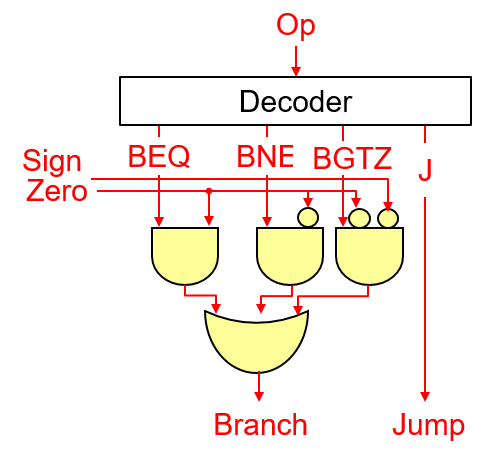 Op
Decoder
BEQ BNE BGTZ J
Sign
Zero
Branch Jump